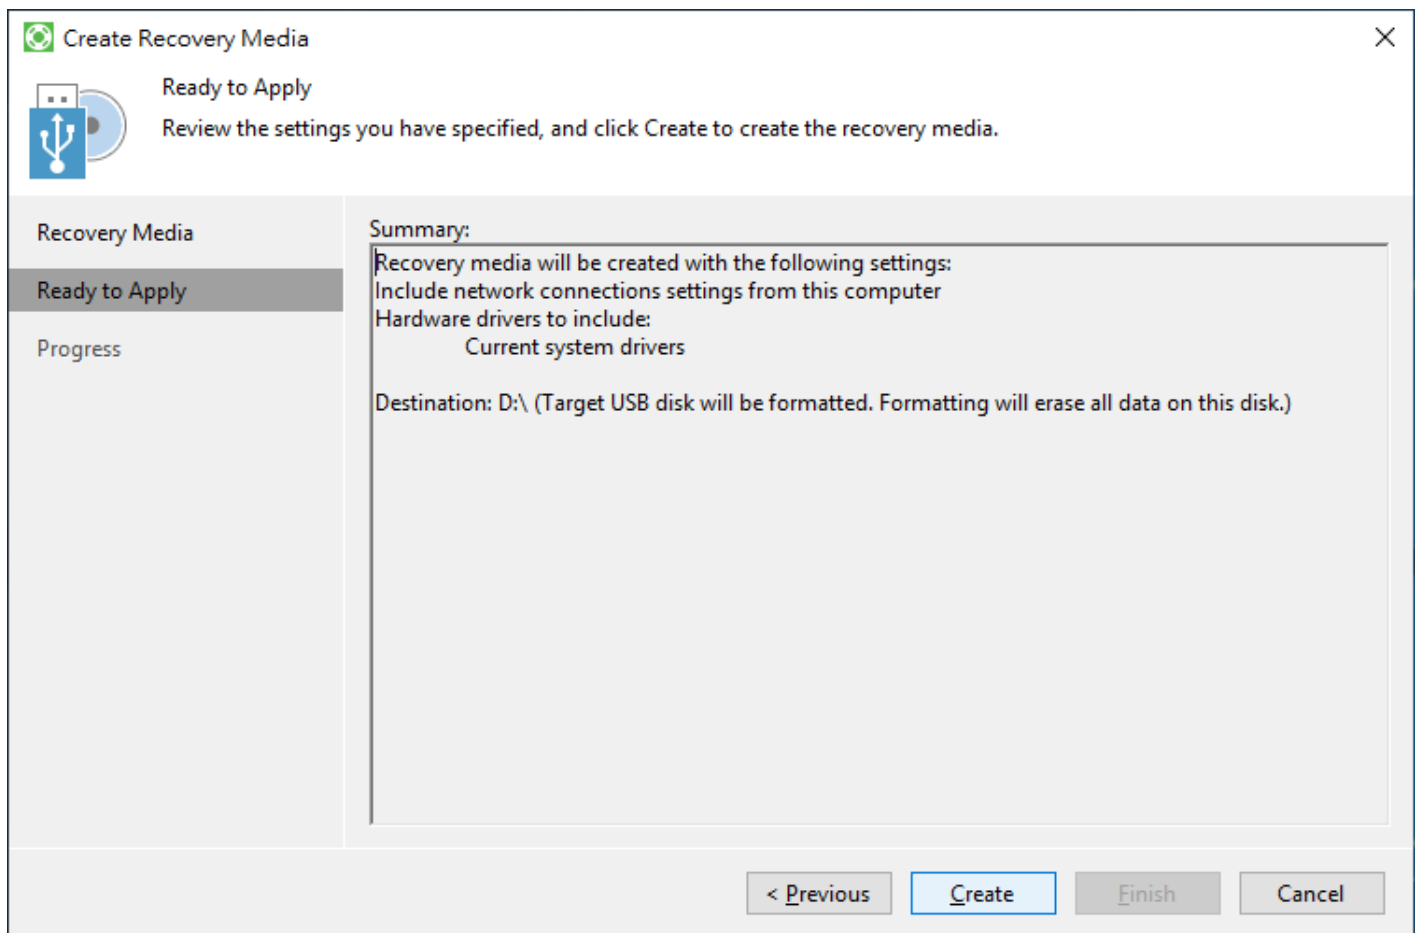 Create Recovery Media
Ready to Apply
Review the settings you have specified, and click Create to create the recovery media.
Recovery Media
Ready to Apply
Progress
Summary:
Recovery media will be created with the following settings:
Include network connections settings from this computer
Hardware drivers to include:
Current system drivers
Destination: D:\ (Target USB disk will be formatted. Formatting will erase all data on this disk.)
< Previous
Create
Finish
Cancel